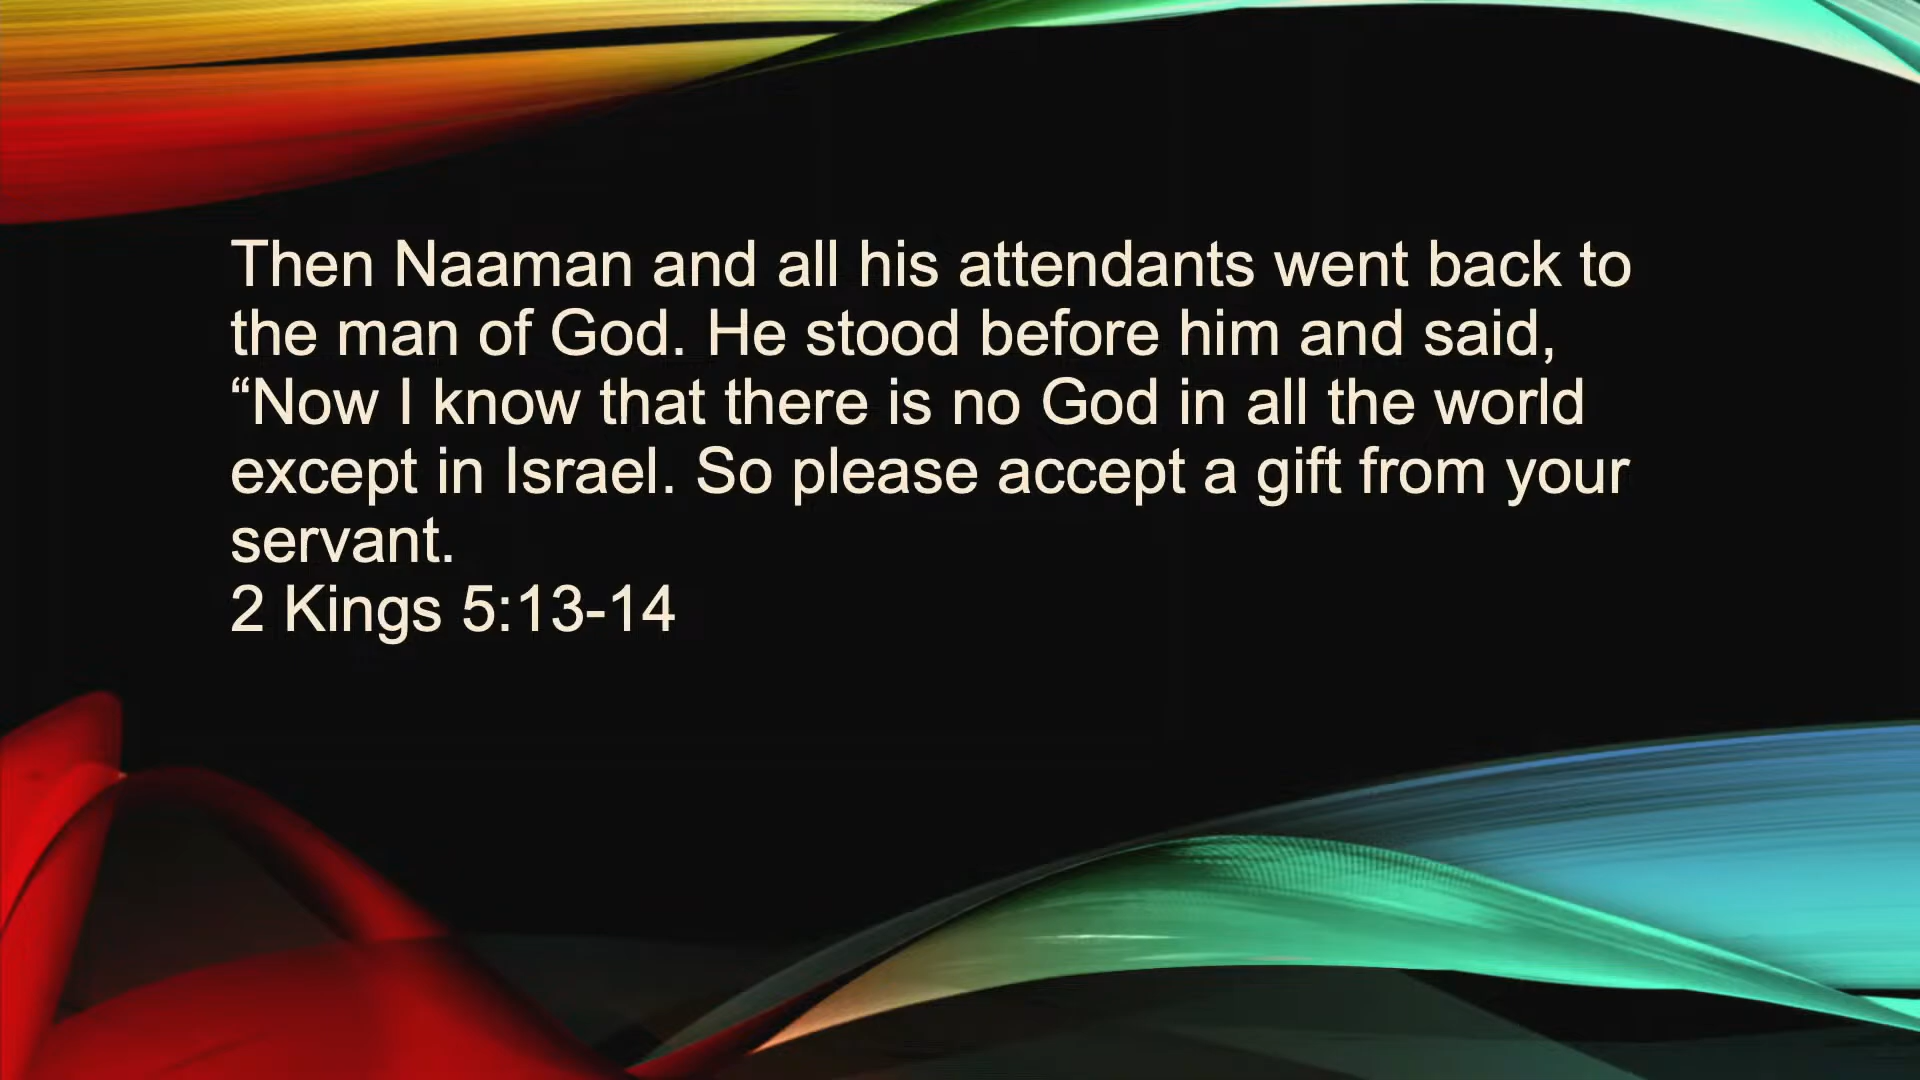 Then Naaman and all his attendants went back to
the man of God. He stood before him and said,
“Now I know that there is no God in all the world
except in Israel. So please accept a gift from your
servant.
2 Kings 5:13-14